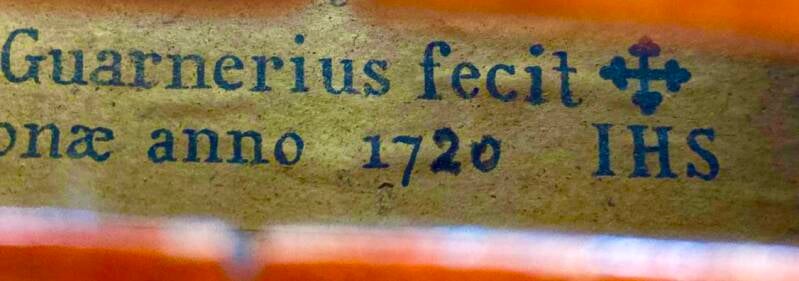 Guarnerius fecit ✣
onæ anno 1720 IHS